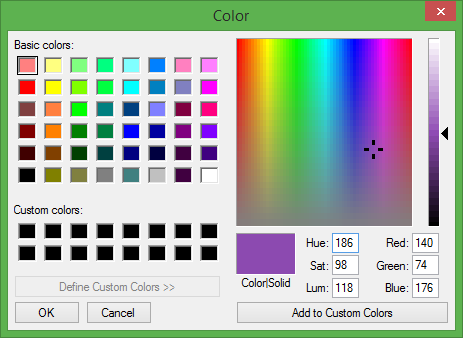 Color
Basic colors:
Custom colors:
Define Custom Colors >>
OK Cancel
Color|Solid
Hue: 186 Red: 140
Sat: 98 Green: 74
Lum: 118 Blue: 176
Add to Custom Colors